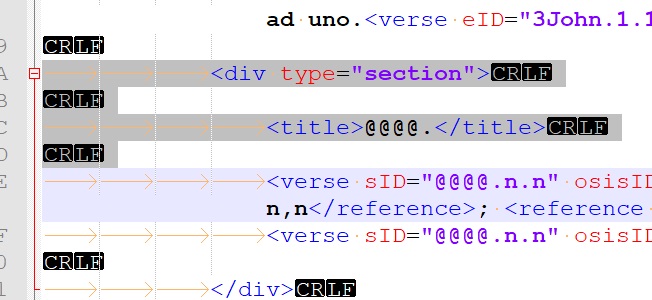 ad uno.<verse eID="3John.1.1
9 CRLF
A <div type="section">CRLF
B CRLF
C <title>@@@@.</title>CRLF
D CRLF
E <verse sID="@@@@.n.n" osisID
n,n</reference>; <reference
F <verse sID="@@@@.n.n" osisID
0 CRLF
1 </div>CRLF